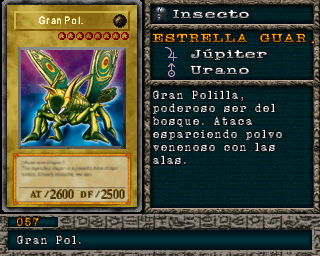 Gran Pol.
AT/2600 DF/2500
Insecto
ESTRELLA GUAR.
Júpiter
Urano
Gran Polilla,
poderoso ser del
bosque. Ataca
esparciendo polvo
venenoso con las
alas.
057
Gran Pol.